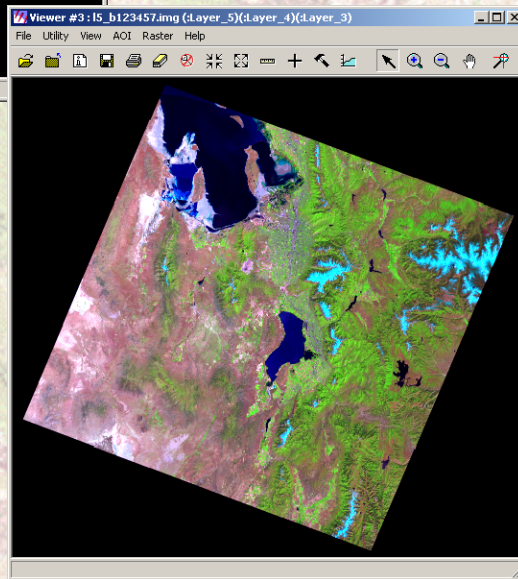 Viewer #3 : l5_b123457.img (:Layer_5)(:Layer_4)(:Layer_3)
File Utility View AOI Raster Help